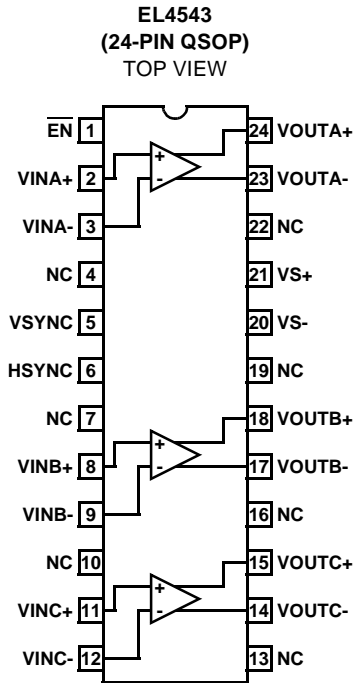 EL4543
(24-PIN QSOP)
TOP VIEW
EN 1
24 VOUTA+
VINA+ 2
+
-
23 VOUTA-
VINA- 3
22 NC
NC 4
21 VS+
VSYNC 5
20 VS-
HSYNC 6
19 NC
NC 7
18 VOUTB+
VINB+ 8
+
-
17 VOUTB-
VINB- 9
16 NC
NC 10
15 VOUTC+
VINC+ 11
+
-
14 VOUTC-
VINC- 12
13 NC